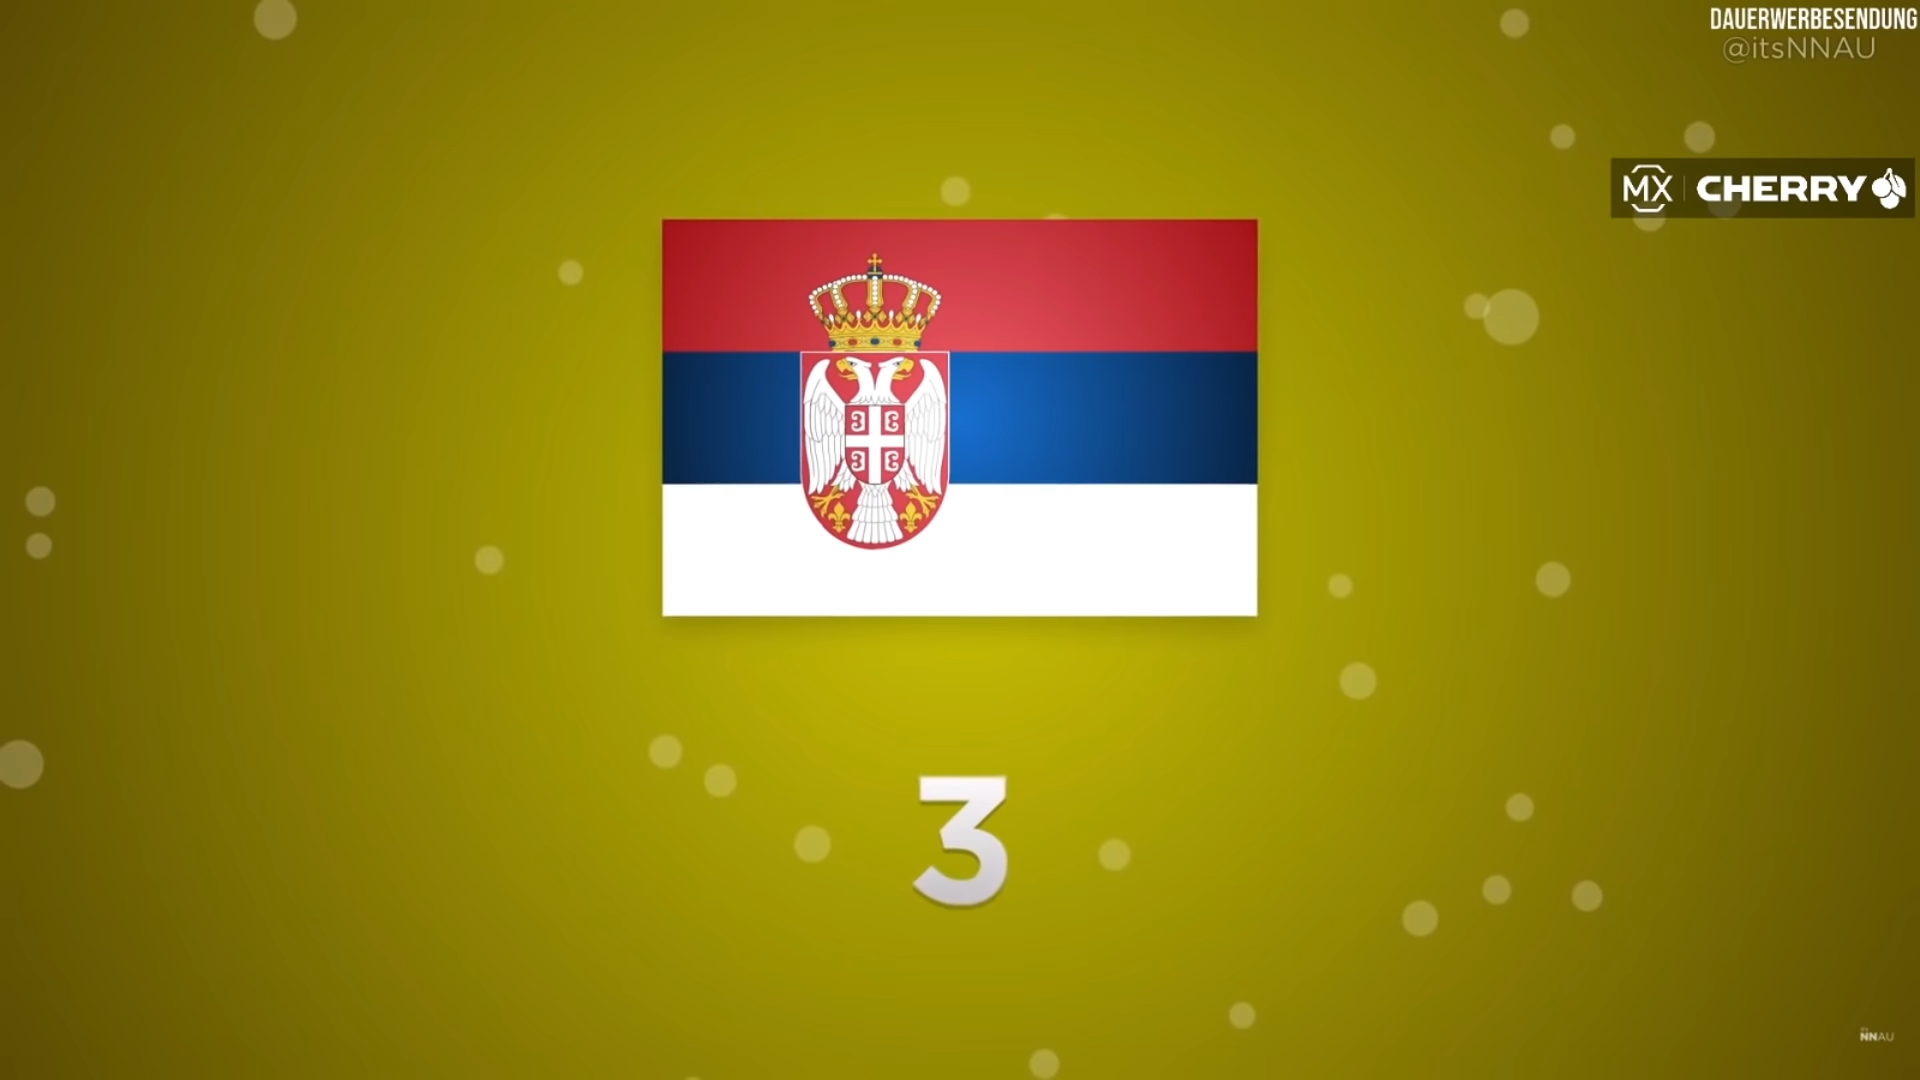 DAUERWERBESENDUNG
@itsNNAU
MX | CHERRY
3
NNAU